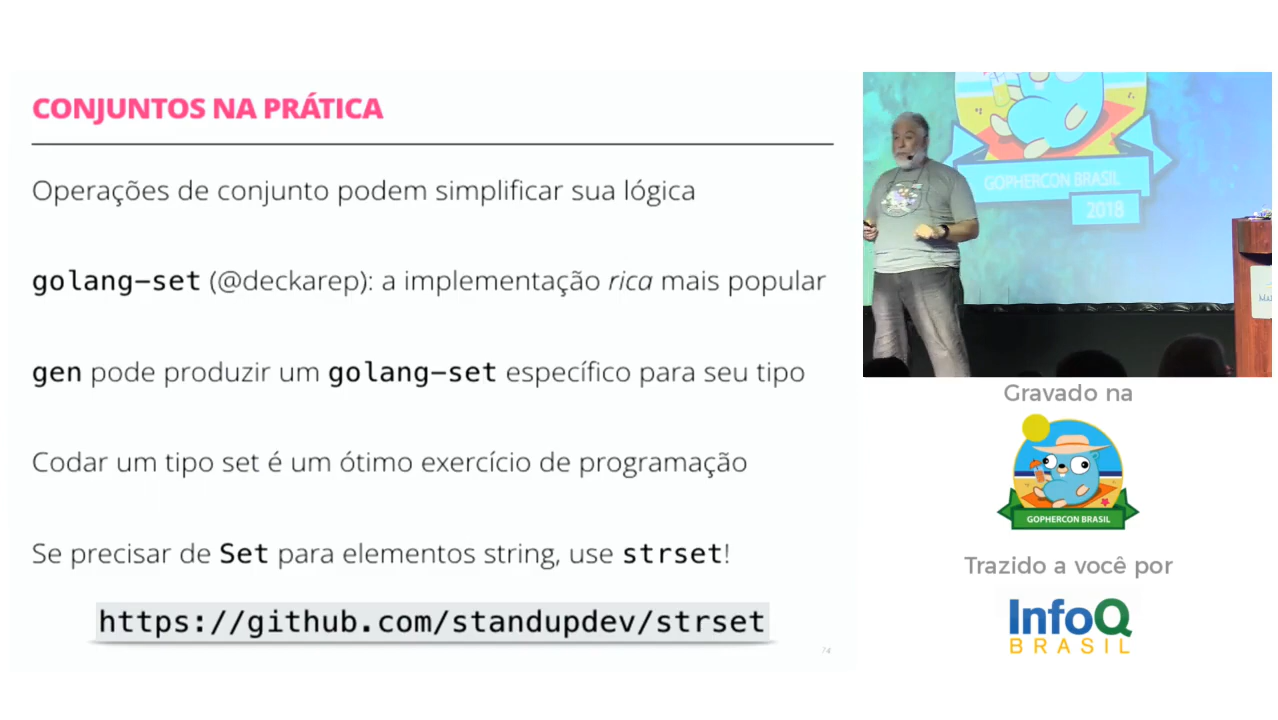 CONJUNTOS NA PRÁTICA
Operações de conjunto podem simplificar sua lógica
golang-set (@deckarep): a implementação rica mais popular
gen pode produzir um golang-set específico para seu tipo
Codar um tipo set é um ótimo exercício de programação
Se precisar de Set para elementos string, use strset!
https://github.com/standupdev/strset
74
GOPHERCON BRASIL
2018
Gravado na
GOPHERCON BRASIL
Trazido a você por
InfoQ
BRASIL